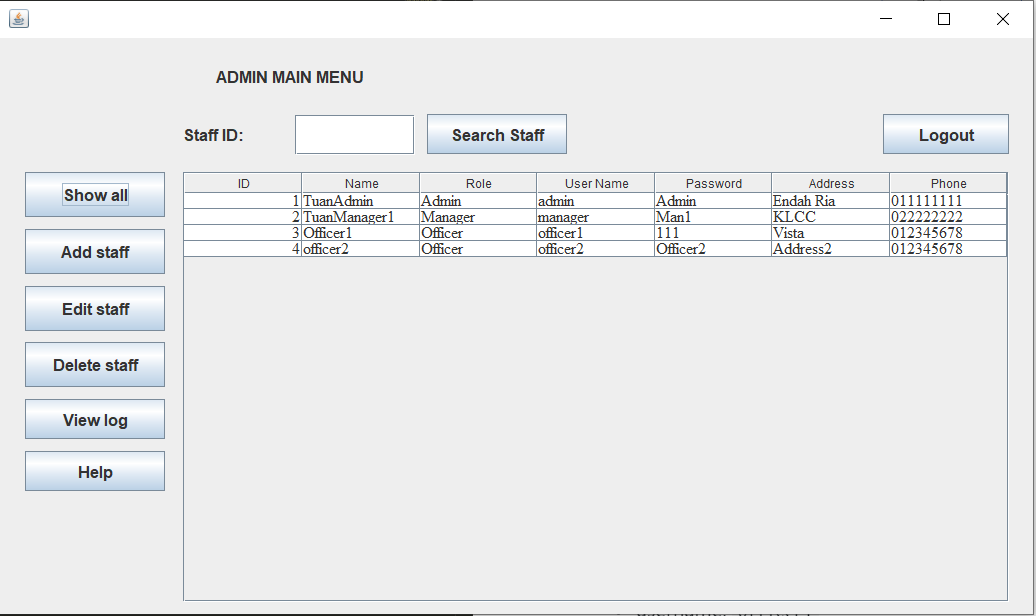 ADMIN MAIN MENU
Staff ID: Search Staff Logout
Show all
Add staff
Edit staff
Delete staff
View log
Help
ID Name Role User Name Password Address Phone
1 TuanAdmin Admin admin Admin Endah Ria 011111111
2 TuanManager1 Manager manager Man1 KLCC 022222222
3 Officer1 Officer officer1 111 Vista 012345678
4 officer2 Officer officer2 Officer2 Address2 012345678